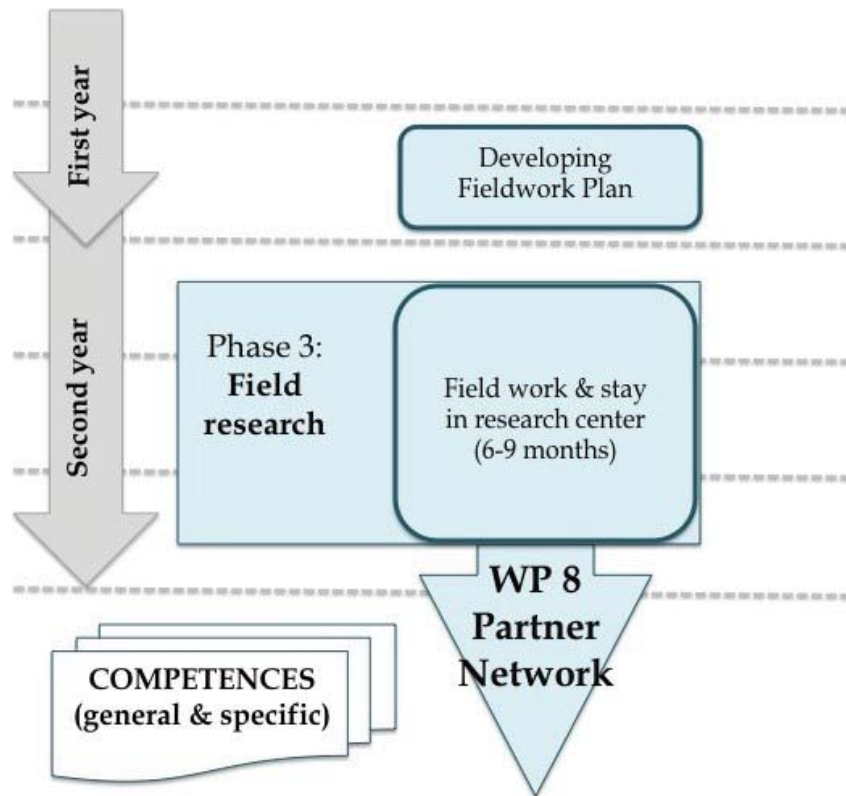 First year
Developing
Fieldwork Plan
Second year
Phase 3:
Field
research
Field work & stay
in research center
(6-9 months)
WP 8
Partner
Network
COMPETENCES
(general & specific)